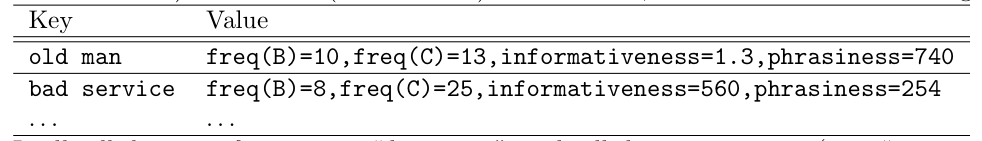 Key Value
old man freq(B)=10,freq(C)=13,informativeness=1.3,phrasiness=740
bad service freq(B)=8,freq(C)=25,informativeness=560,phrasiness=254
... ...